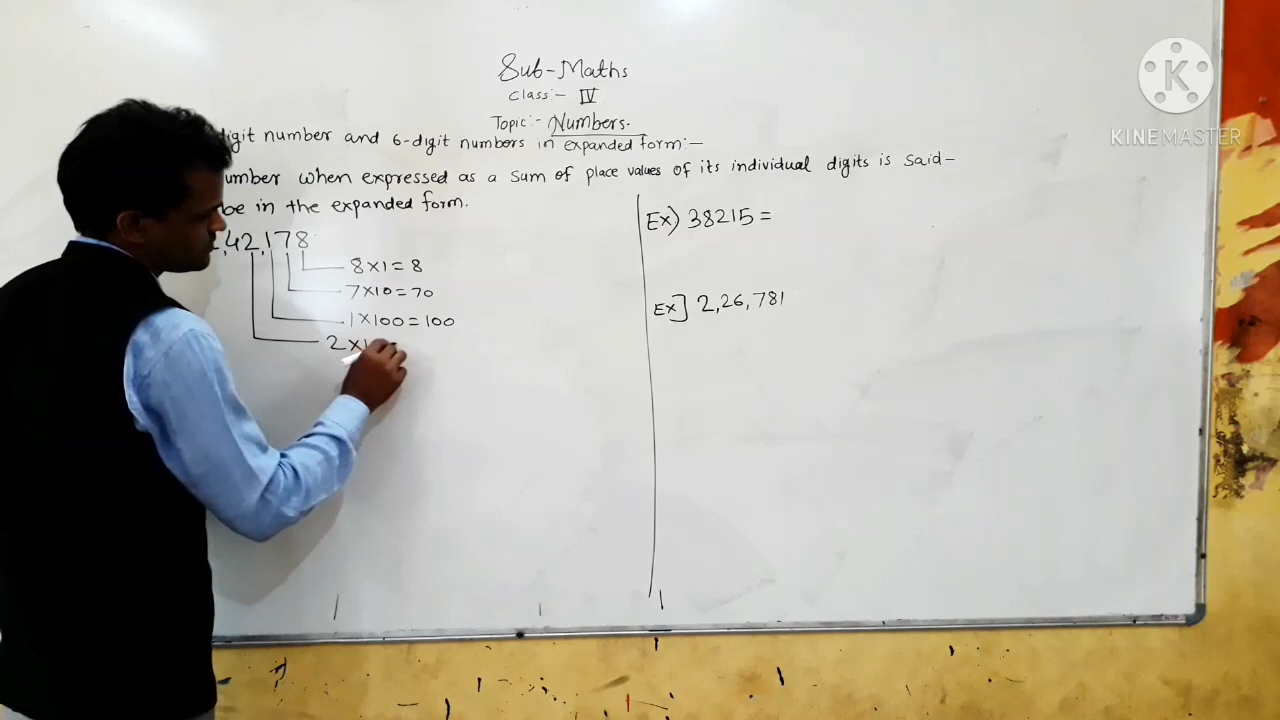 Sub-Maths
Class:- IV
Topic:- Numbers.
digit number and 6-digit numbers in expanded form:-
when expressed as a sum of place values of its individual digits is said-
be in the expanded form.
,42,178
8×1=8
7×10=70
1×100=100
2×1
Ex) 38215=
Ex] 2,26,781
K
KINEMASTER